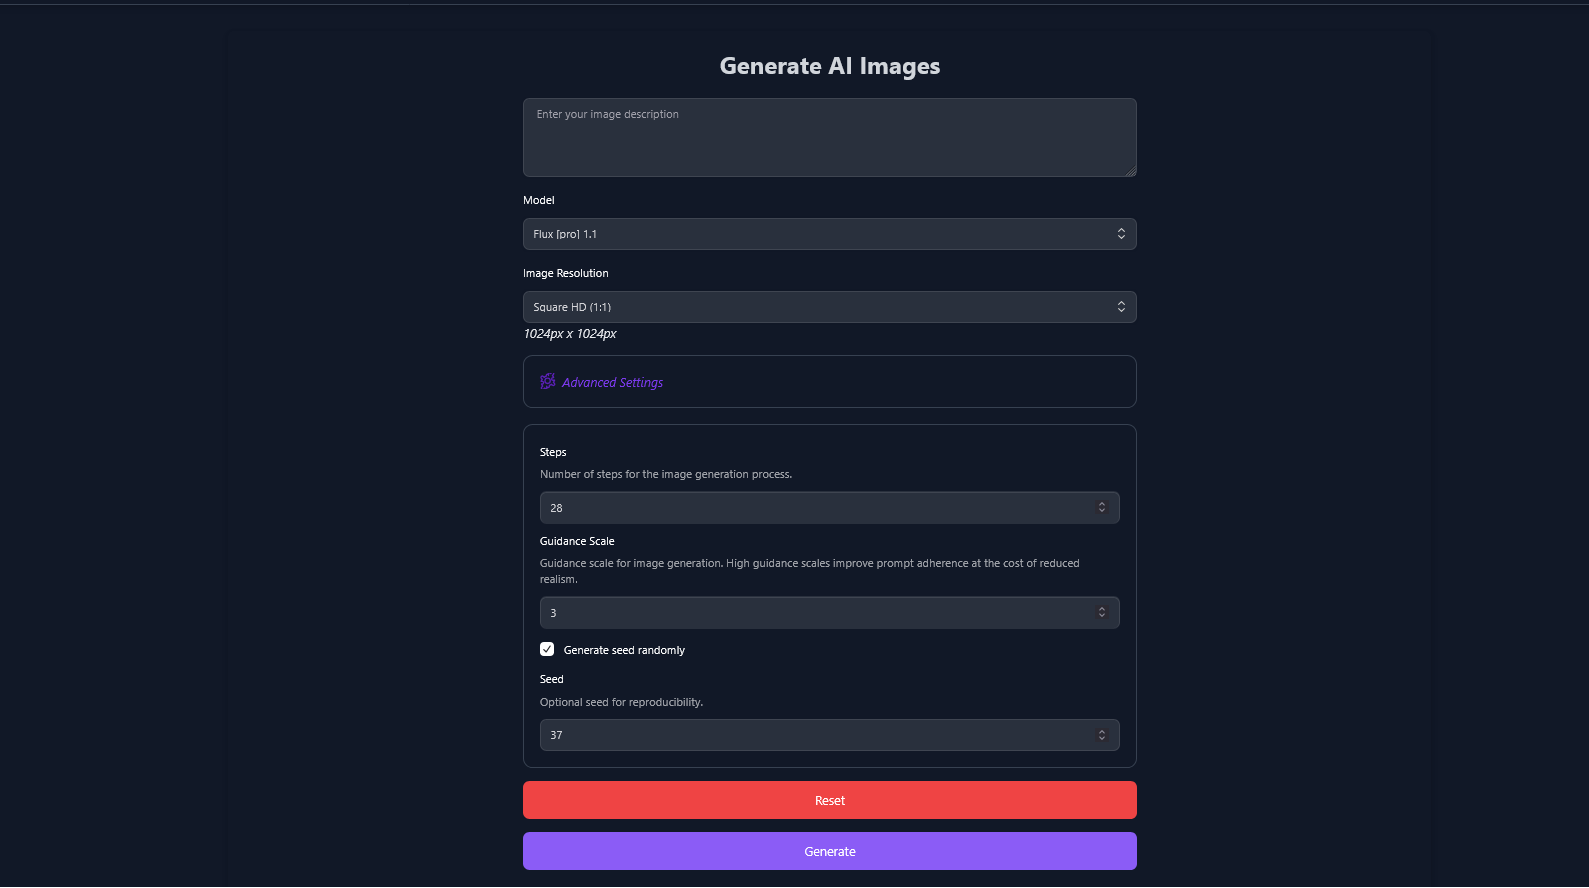 Generate AI Images
Enter your image description
Model
Flux [pro] 1.1
Image Resolution
Square HD (1:1)
1024px x 1024px
Advanced Settings
Steps
Number of steps for the image generation process.
28
Guidance Scale
Guidance scale for image generation. High guidance scales improve prompt adherence at the cost of reduced
realism.
3
Generate seed randomly
Seed
Optional seed for reproducibility.
37
Reset
Generate